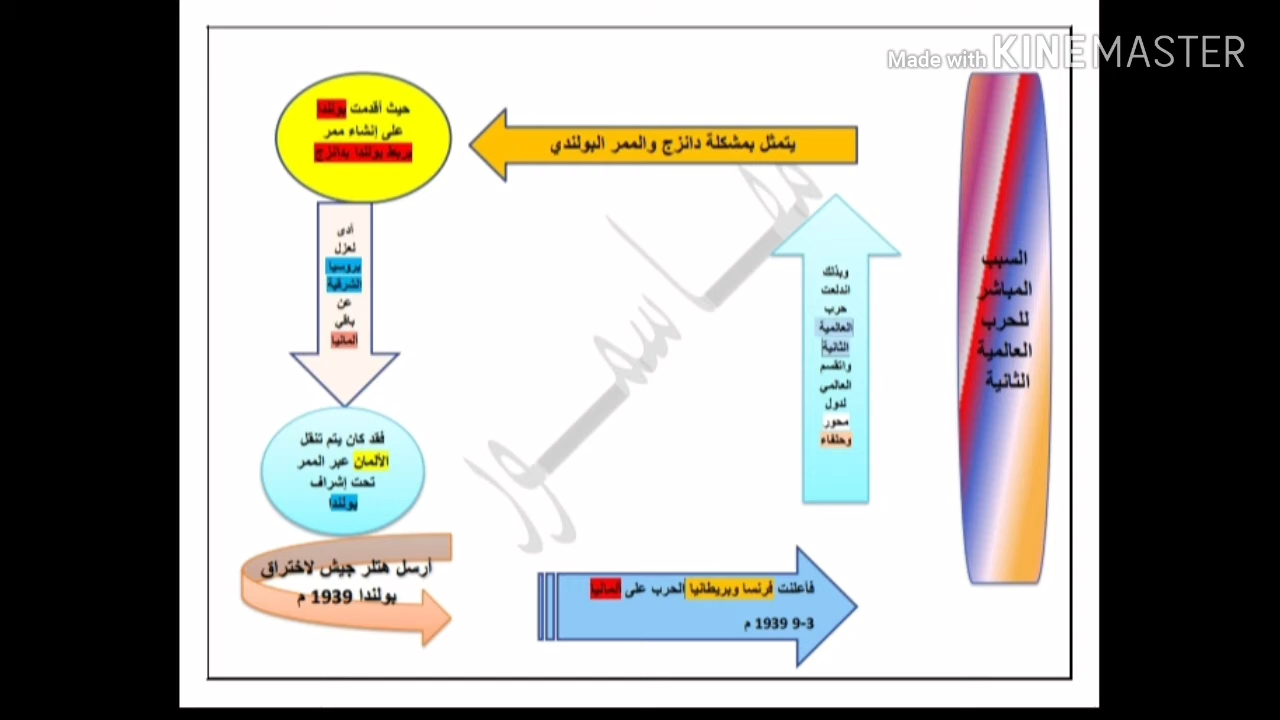 Made with KINEMASTER
السبب
المباشر
للحرب
العالمية
الثانية
يتمثل بمشكلة دانزج والممر البولندي
حيث أقدمت بولندا
على إنشاء ممر
يربط بولندا بدانزج
أدى
لعزل
بروسيا
الشرقية
عن
باقي
ألمانيا
فقد كان يتم تنقل
الألمان عبر الممر
تحت إشراف
بولندا
أرسل هتلر جيش لاختراق
بولندا 1939 م
فأعلنت فرنسا وبريطانيا الحرب على ألمانيا
3-9 1939 م
وبذلك
اندلعت
حرب
العالمية
الثانية
وانقسم
العالمي
لدول
محور
وحلفاء